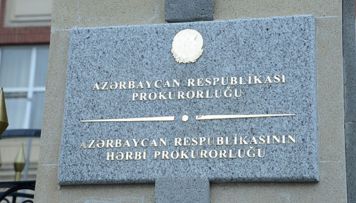 AZƏRBAYCAN RESPUBLİKASI
PROKURORLUĞU
AZƏRBAYCAN RESPUBLİKASININ
HƏRBİ PROKURORLUĞU